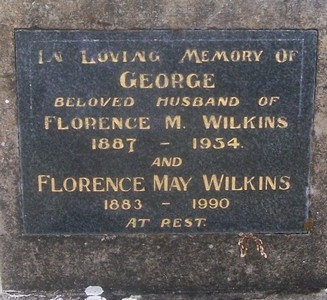 In Loving Memory Of
GEORGE
BELOVED HUSBAND OF
FLORENCE M. WILKINS
1887 - 1954.
AND
FLORENCE MAY WILKINS
1883 - 1990
AT REST.